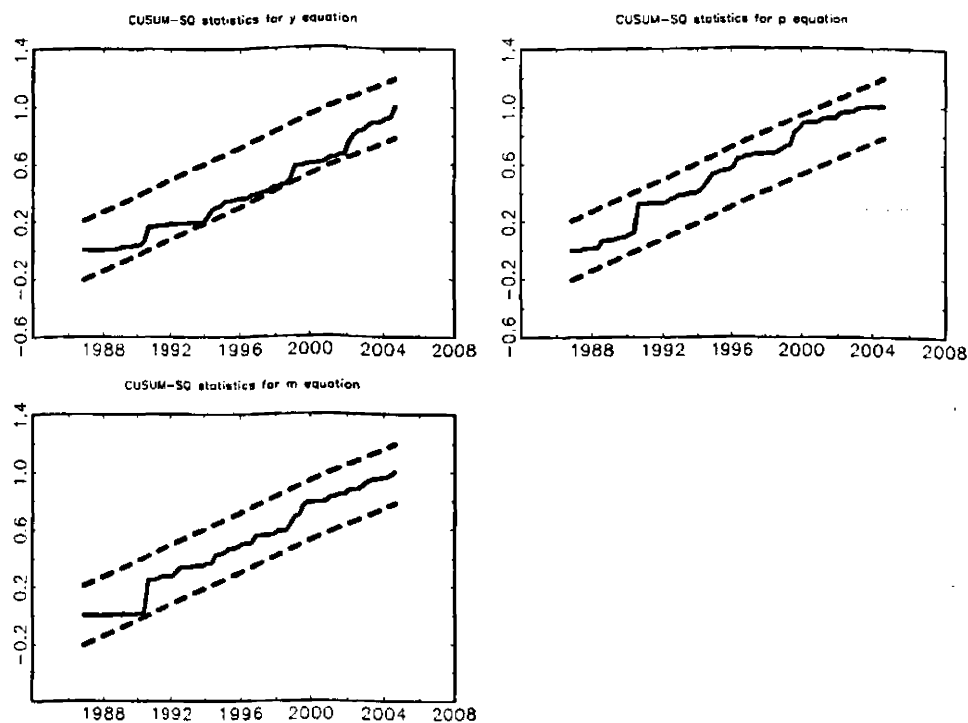 CUSUM-SQ statistics for y equation
1.4
1.0
0.6
0.2
-0.2
-0.6
1988 1992 1996 2000 2004 2008
CUSUM-SQ statistics for p equation
1.4
1.0
0.6
0.2
-0.2
-0.6
1988 1992 1996 2000 2004 2008
CUSUM-SQ statistics for m equation
1.4
1.0
0.6
0.2
-0.2
1988 1992 1996 2000 2004 2008